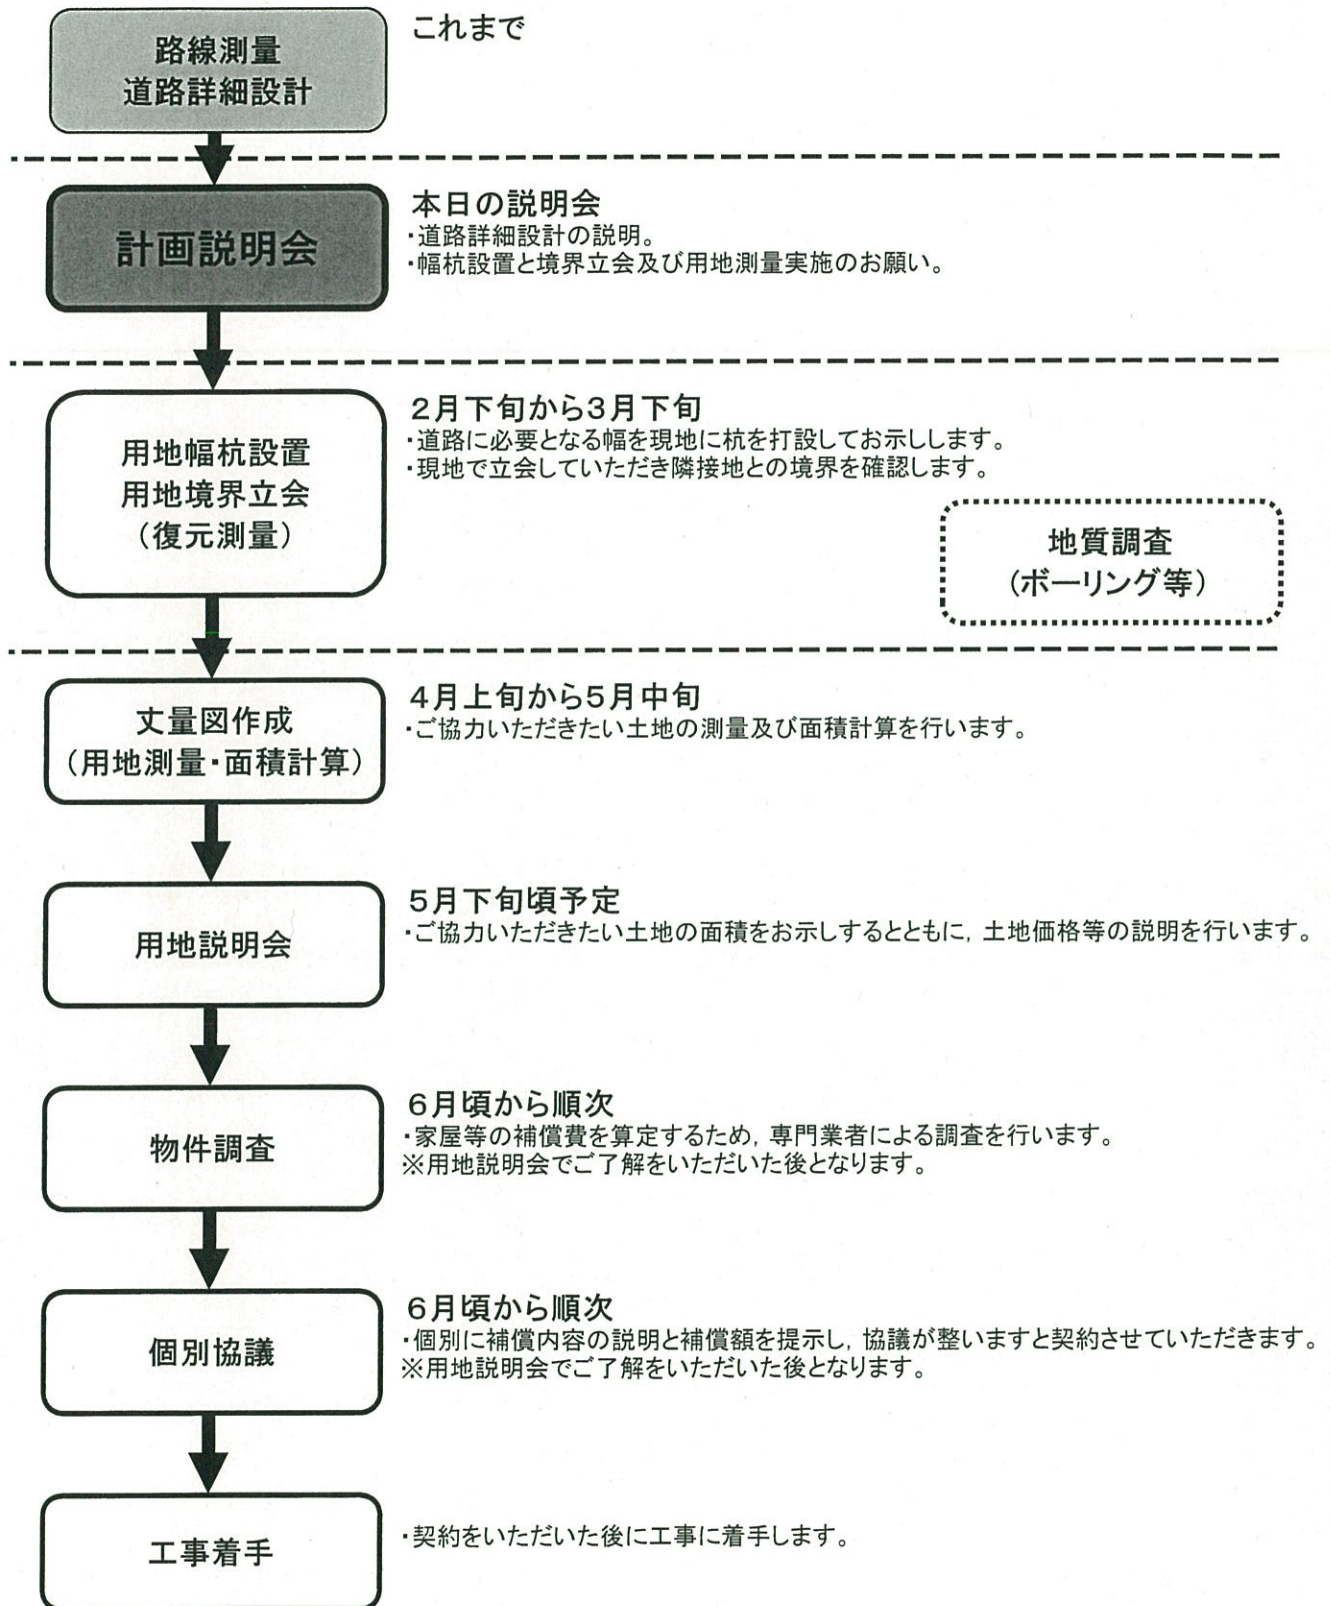 路線測量
道路詳細設計
これまで
計画説明会
本日の説明会
・道路詳細設計の説明。
・幅杭設置と境界立会及び用地測量実施のお願い。
用地幅杭設置
用地境界立会
(復元測量)
2月下旬から3月下旬
・道路に必要となる幅を現地に杭を打設してお示しします。
・現地で立会していただき隣接地との境界を確認します。
地質調査
(ボーリング等)
丈量図作成
(用地測量・面積計算)
4月上旬から5月中旬
・ご協力いただきたい土地の測量及び面積計算を行います。
用地説明会
5月下旬頃予定
・ご協力いただきたい土地の面積をお示しするとともに, 土地価格等の説明を行います。
物件調査
6月頃から順次
・家屋等の補償費を算定するため, 専門業者による調査を行います。
※用地説明会でご了解をいただいた後となります。
個別協議
6月頃から順次
・個別に補償内容の説明と補償額を提示し, 協議が整いますと契約させていただきます。
※用地説明会でご了解をいただいた後となります。
工事着手
・契約をいただいた後に工事に着手します。